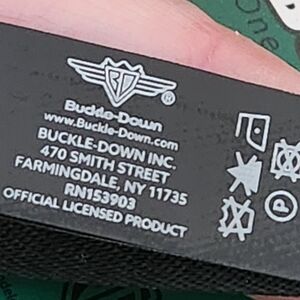 BD
®
Buckle-Down
www.Buckle-Down.com
BUCKLE-DOWN INC.
470 SMITH STREET
FARMINGDALE, NY 11735
RN153903
OFFICIAL LICENSED PRODUCT
P
One